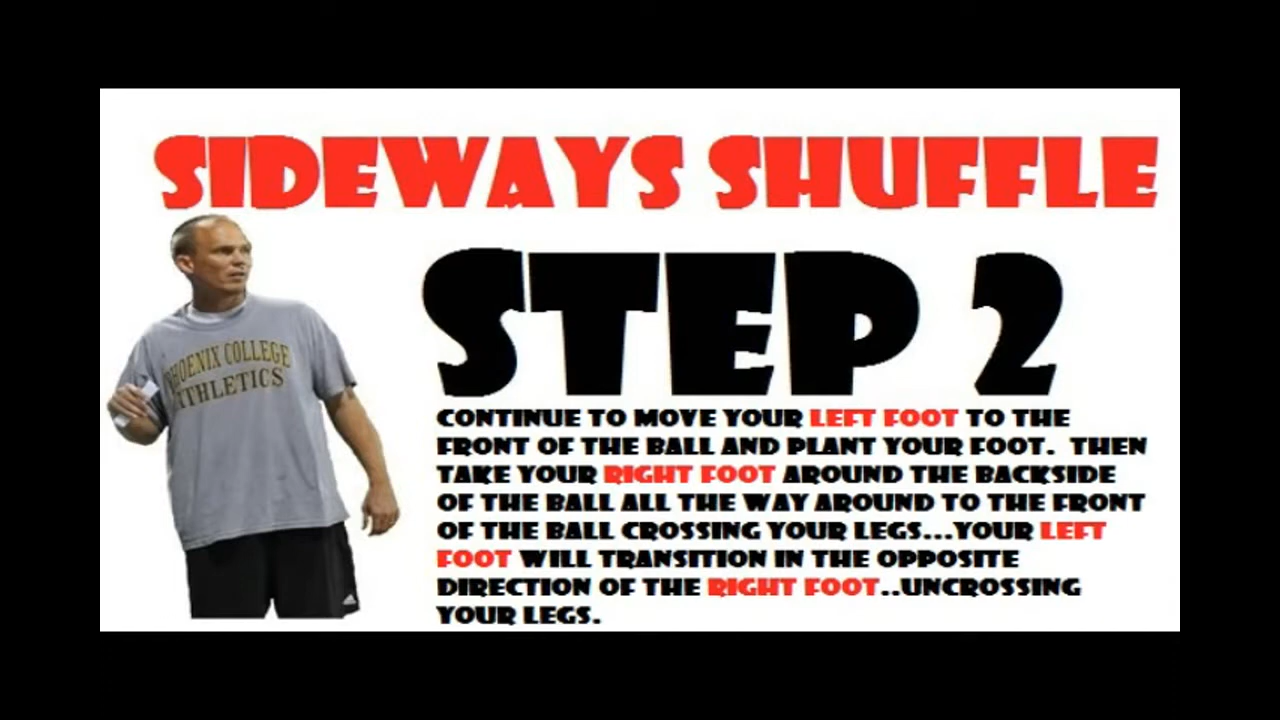 SIDEWAYS SHUFFLE
STEP 2
PHOENIX COLLEGE
ATHLETICS
CONTINUE TO MOVE YOUR LEFT FOOT TO THE
FRONT OF THE BALL AND PLANT YOUR FOOT. THEN
TAKE YOUR RIGHT FOOT AROUND THE BACKSIDE
OF THE BALL ALL THE WAY AROUND TO THE FRONT
OF THE BALL CROSSING YOUR LEGS...YOUR LEFT
FOOT WILL TRANSITION IN THE OPPOSITE
DIRECTION OF THE RIGHT FOOT..UNCROSSING
YOUR LEGS.